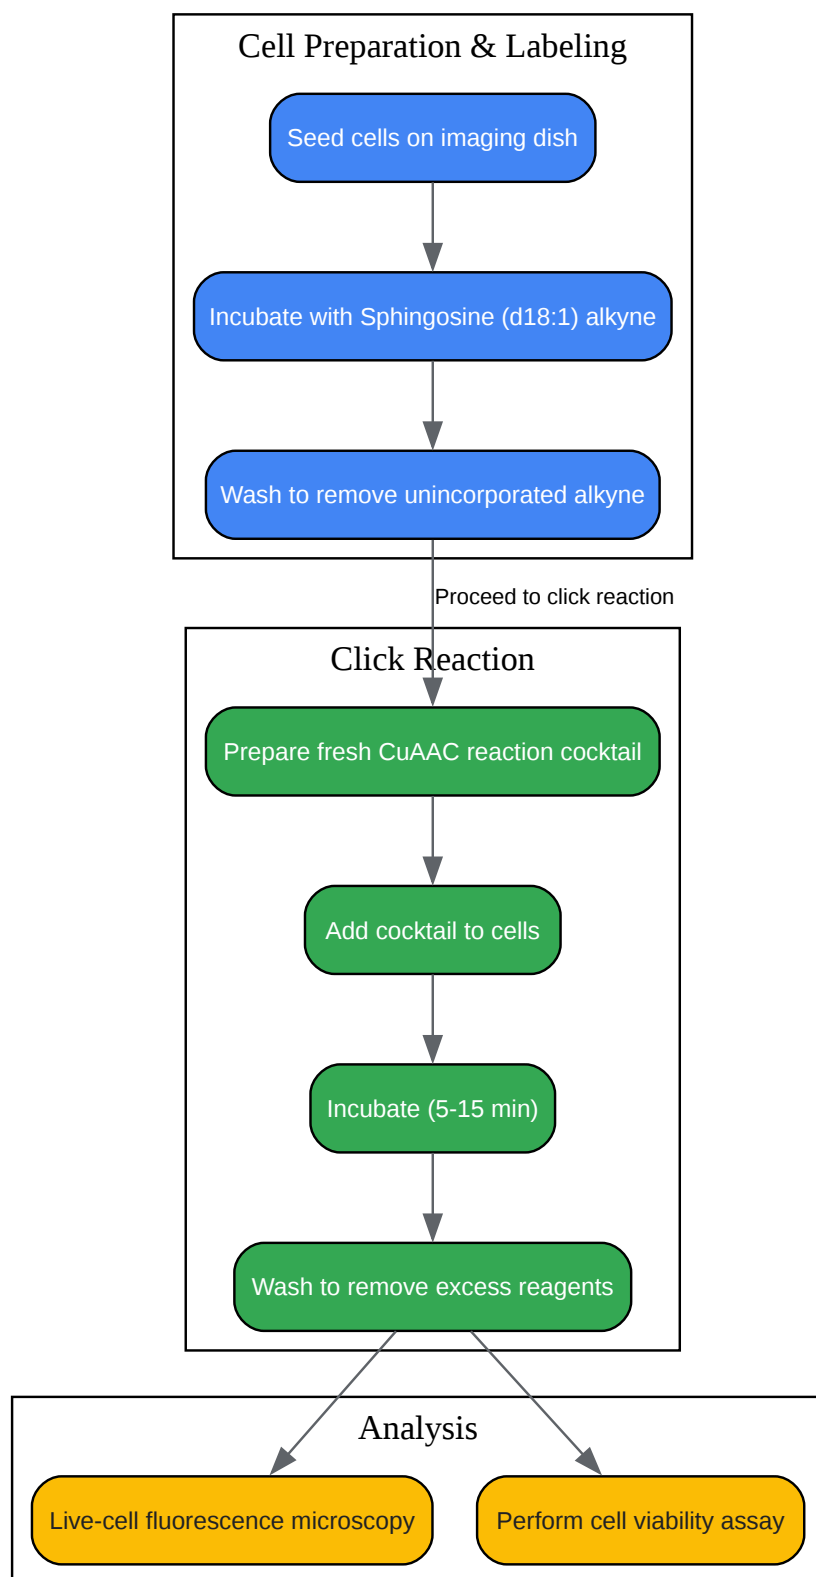 Cell Preparation & Labeling
Seed cells on imaging dish
Incubate with Sphingosine (d18:1) alkyne
Wash to remove unincorporated alkyne
Proceed to click reaction
Click Reaction
Prepare fresh CuAAC reaction cocktail
Add cocktail to cells
Incubate (5-15 min)
Wash to remove excess reagents
Analysis
Live-cell fluorescence microscopy
Perform cell viability assay